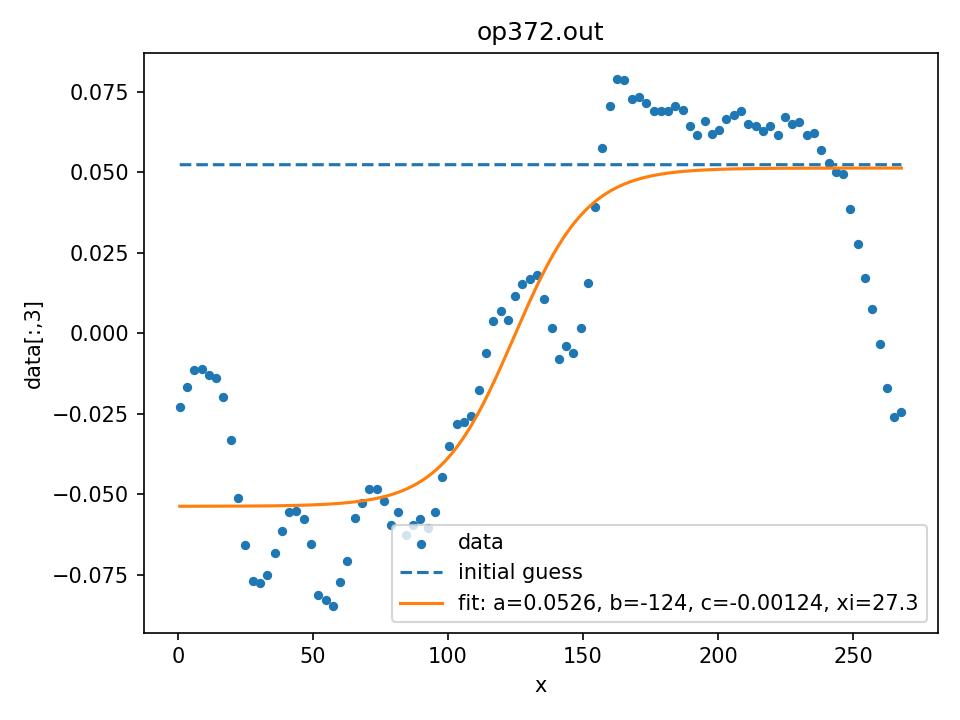 op372.out
0.075
0.050
0.025
0.000
−0.025
−0.050
−0.075
data[:,3]
data
initial guess
fit: a=0.0526, b=-124, c=-0.00124, xi=27.3
0 50 100 150 200 250
x